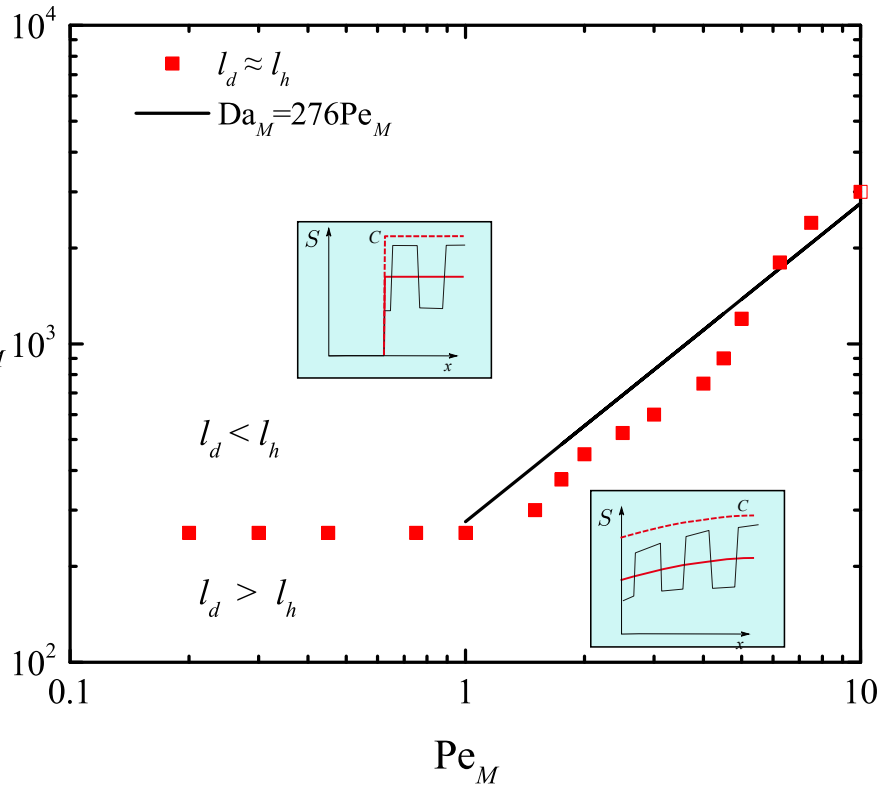 10^4
l_d ≈ l_h
Da_M=276Pe_M
S
C
x
10^3
M
l_d < l_h
C
S
l_d > l_h
x
10^2
0.1
1
10
Pe_M